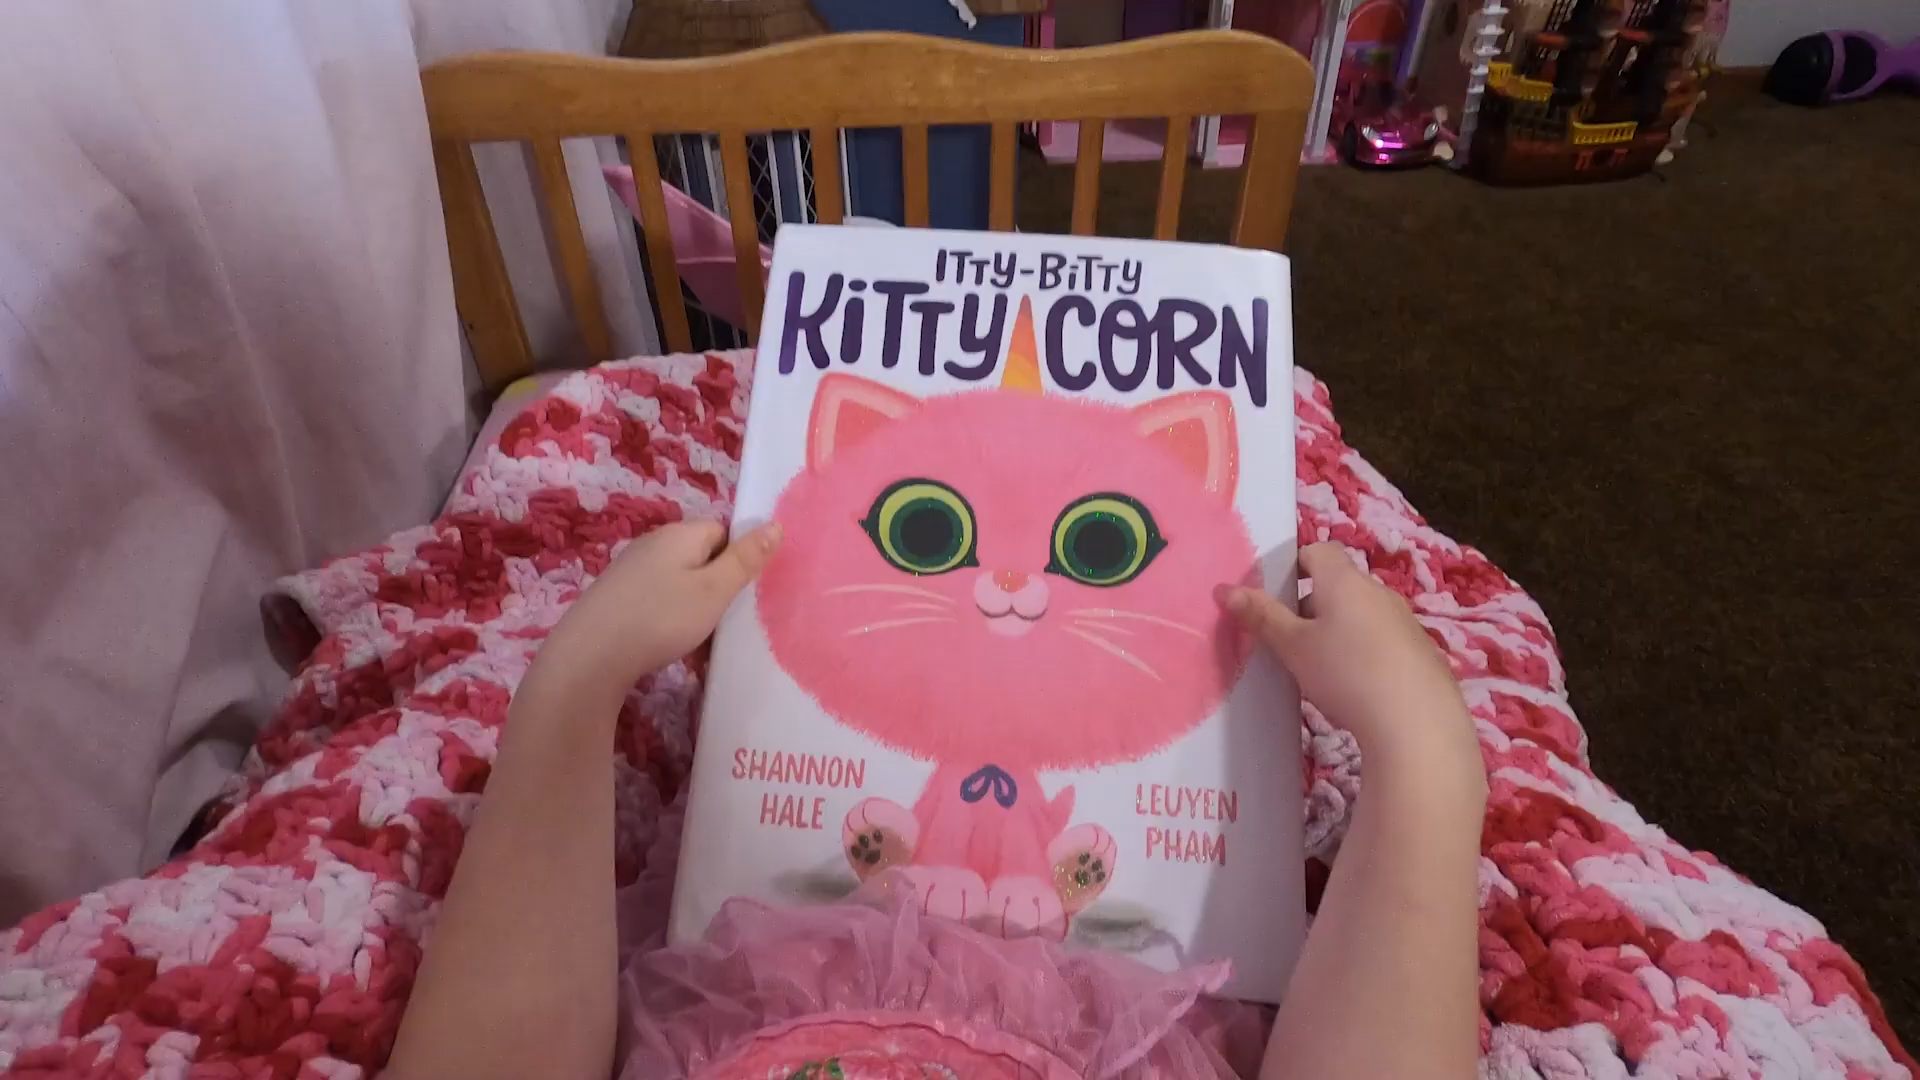 ITTY-BITTY
KITTY CORN
SHANNON
HALE
LEUYEN
PHAM